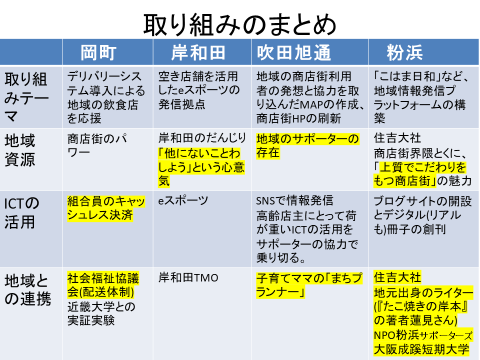 取り組みのまとめ
岡町
岸和田
吹田旭通
粉浜
取り組
みテー
マ
デリバリーシス
テム導入による
地域の飲食店
を応援
空き店舗を活用
したeスポーツの
発信拠点
地域の商店街利用
者の発想と協力を取
り込んだMAPの作成、
商店街HPの刷新
「こはま日和」など、
地域情報発信プ
ラットフォームの構
築
地域
資源
商店街のパ
ワー
岸和田のだんじり
「他にないことわ
しよう」という心意
気
地域のサポーターの
存在
住吉大社
商店街界隈とくに、
「上質でこだわりを
もつ商店街」の魅力
ICTの
活用
組合員のキャッ
シュレス決済
eスポーツ
SNSで情報発信
高齢店主にとって荷
が重いICTの活用を
サポーターの協力で
乗り切る。
ブログサイトの開設
とデジタル(リアル
も)冊子の創刊
地域と
の連携
社会福祉協議
会(配送体制)
近畿大学との
実証実験
岸和田TMO
子育てママの「まちプ
ランナー」
住吉大社
地元出身のライター
(『たこ焼きの岸本』
の著者蓮見さん)
NPO粉浜サポーターズ
大阪成蹊短期大学